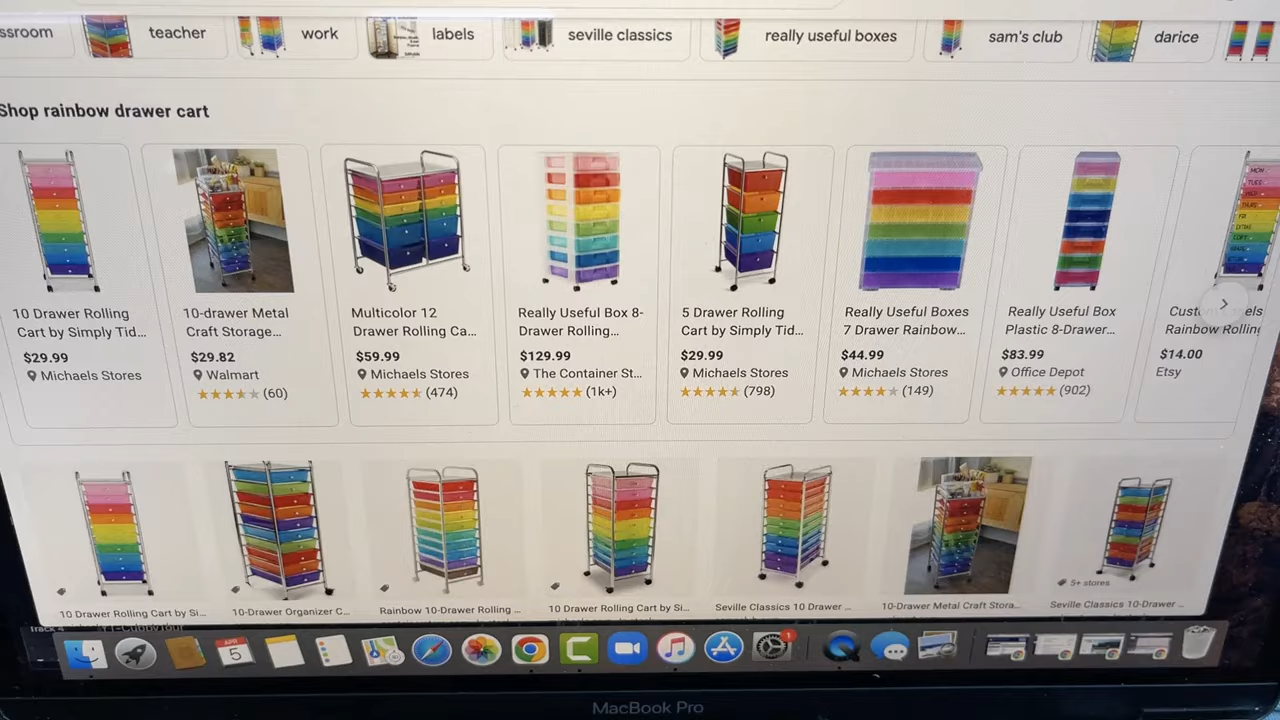 ssroom
teacher
work
labels
seville classics
really useful boxes
sam's club
darice
Shop rainbow drawer cart
10 Drawer Rolling
Cart by Simply Tid...
$29.99
Michaels Stores
10-drawer Metal
Craft Storage...
$29.82
Walmart
(60)
Multicolor 12
Drawer Rolling Ca...
$59.99
Michaels Stores
(474)
Really Useful Box 8-
Drawer Rolling...
$129.99
The Container St...
(1k+)
5 Drawer Rolling
Cart by Simply Tid...
$29.99
Michaels Stores
(798)
Really Useful Boxes
7 Drawer Rainbow...
$44.99
Michaels Stores
(149)
Really Useful Box
Plastic 8-Drawer...
$83.99
Office Depot
(902)
Rainbow Rolling
$14.00
Etsy
10 Drawer Rolling Cart by Si...
10-Drawer Organizer C...
Rainbow 10-Drawer Rolling ...
10 Drawer Rolling Cart by Si...
Seville Classics 10 Drawer ...
10-Drawer Metal Craft Stora...
5+ stores
Seville Classics 10-Drawer ...
APR
5
1
MacBook Pro